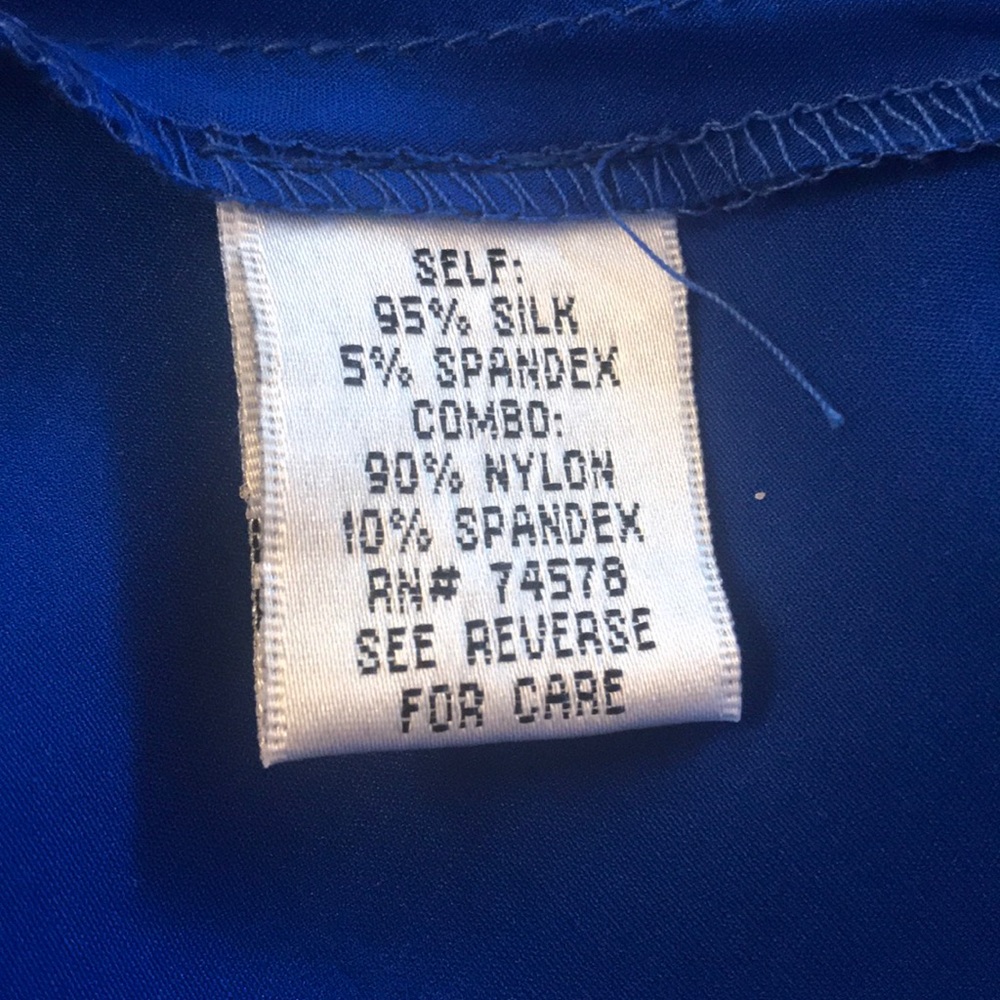 SELF:
95% SILK
5% SPANDEX
COMBO:
90% NYLON
10% SPANDEX
RN# 74578
SEE REVERSE
FOR CARE